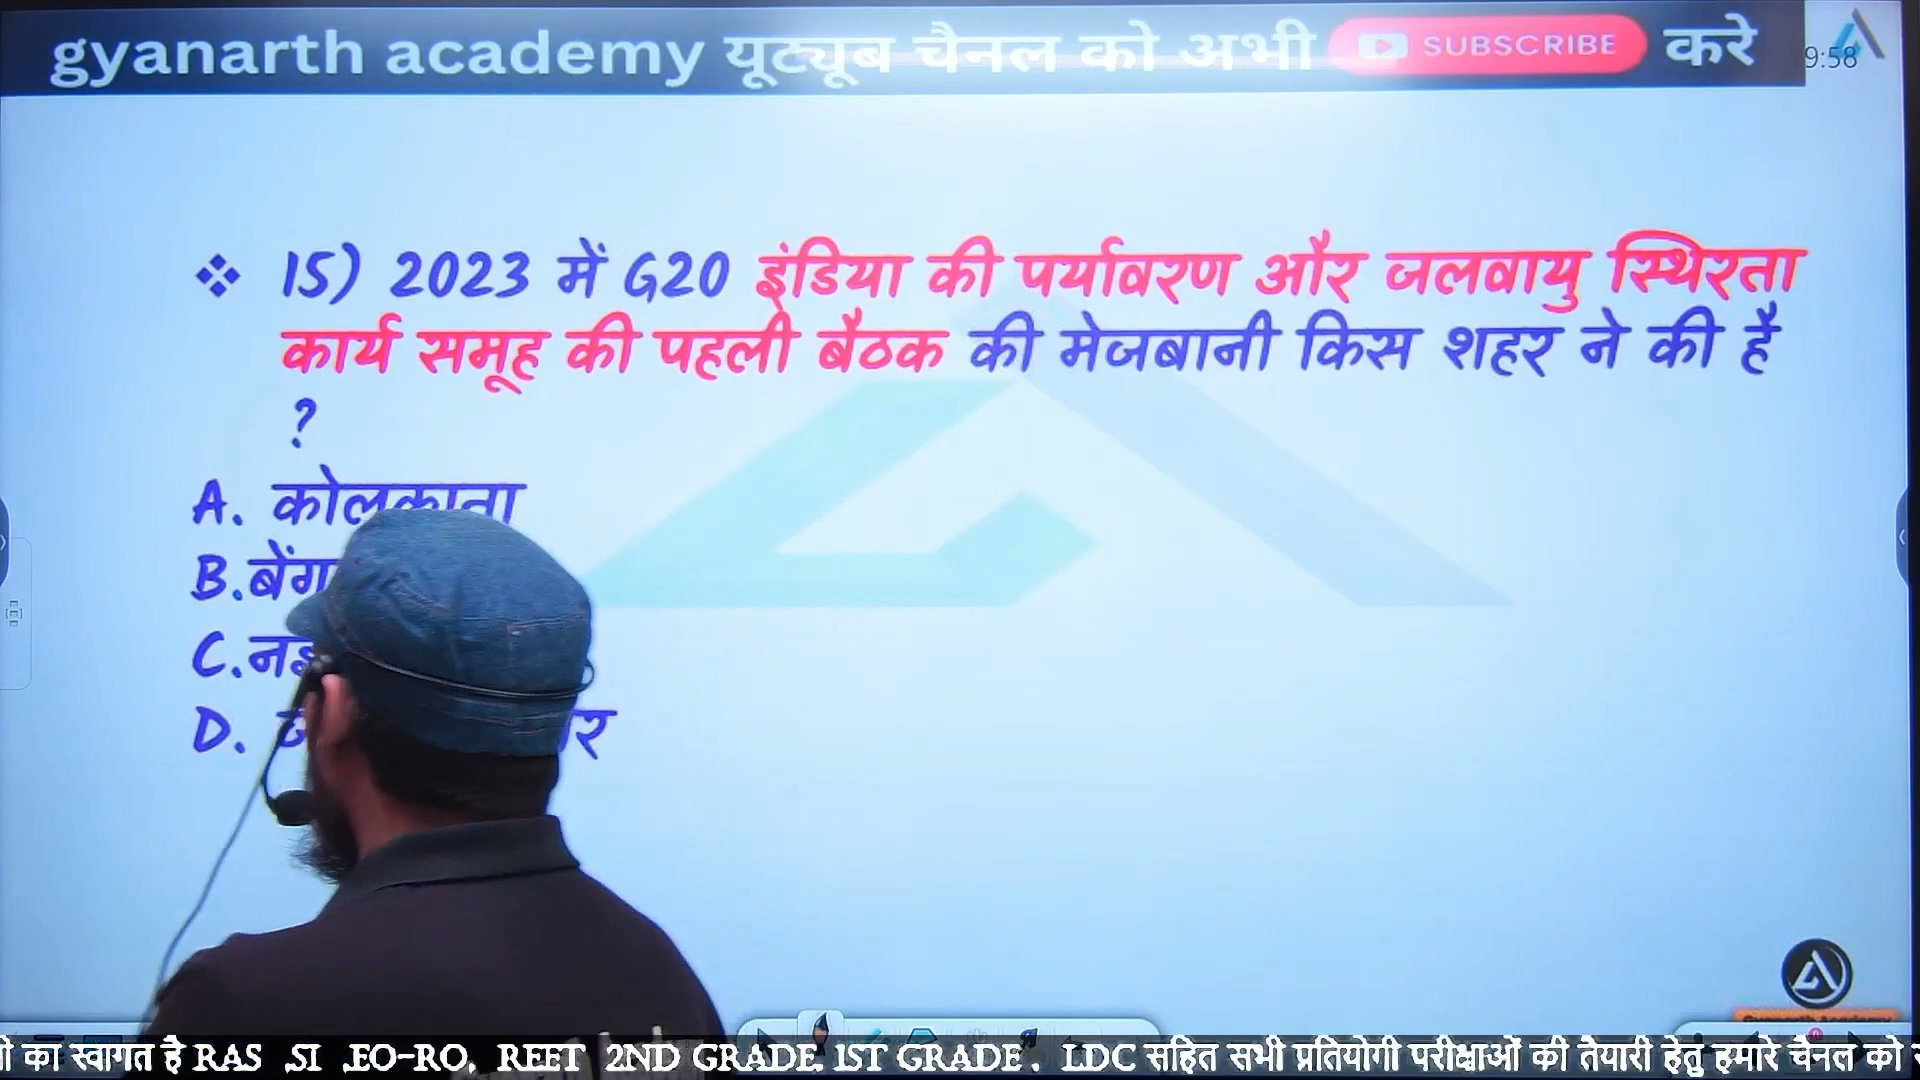 gyanarth academy यूट्यूब चैनल को अभी SUBSCRIBE करे
9:58
❖ 15) 2023 में G20 इंडिया की पर्यावरण और जलवायु स्थिरता
कार्य समूह की पहली बैठक की मेजबानी किस शहर ने की है
?
A. कोलकाता
B.
C.
D.
का स्वागत है RAS ,SI ,EO-RO, REET 2ND GRADE, 1ST GRADE , LDC सहित सभी प्रतियोगी परीक्षाओं की तैयारी हेतु हमारे चैनल को